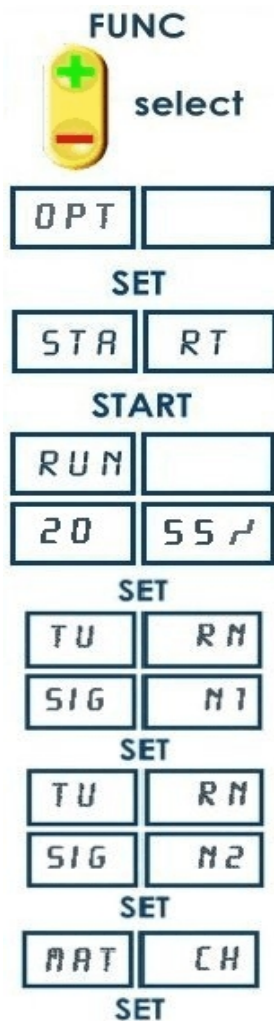 FUNC
+ select
−
OPT
SET
STA RT
START
RUN
20 55
SET
TU RN
SIG N1
SET
TU RN
SIG N2
SET
MAT CH
SET